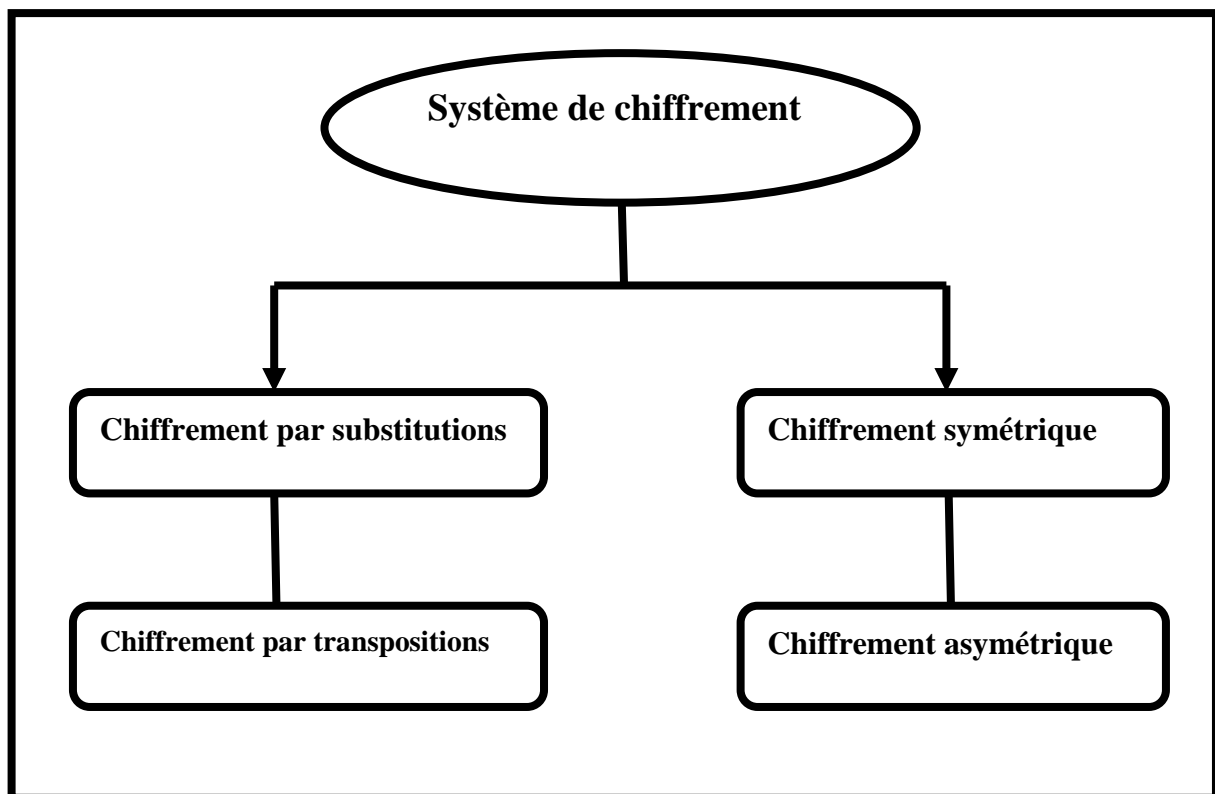 Système de chiffrement
Chiffrement par substitutions
Chiffrement symétrique
Chiffrement par transpositions
Chiffrement asymétrique